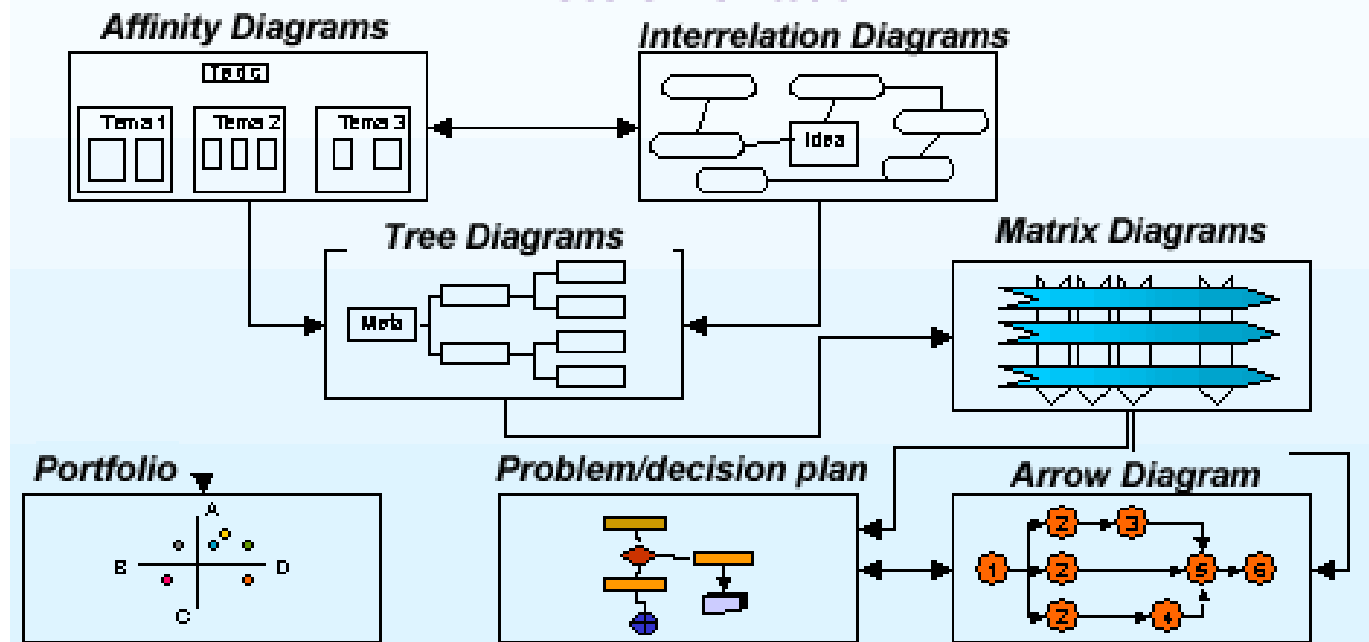 Affinity Diagrams
Interrelation Diagrams
Todo
Tema 1
Tema 2
Tema 3
Idea
Tree Diagrams
Matrix Diagrams
Meta
Portfolio
Problem/decision plan
Arrow Diagram
A
B
D
C
2
3
1
2
5
6
2
4